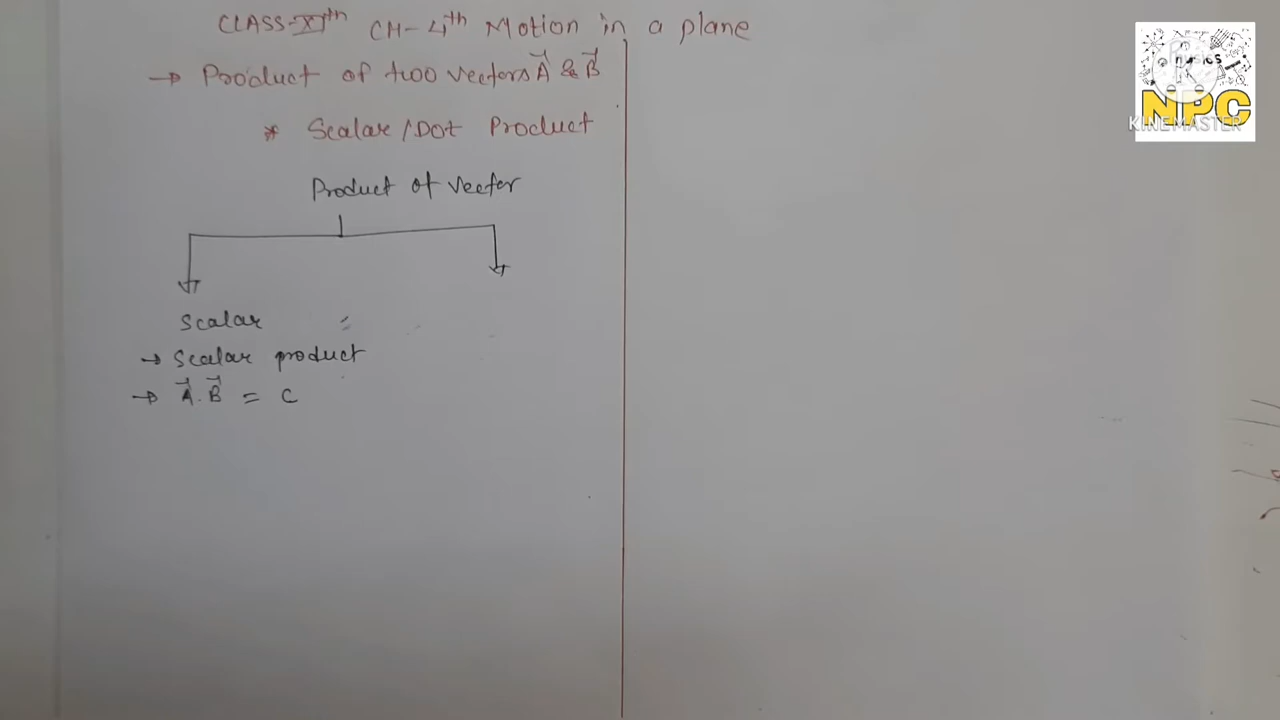 CLASS-XIth CH-4th Motion in a plane
→ Product of two vectors A⃗ & B⃗
* Scalar/Dot Product
Product of vector
Scalar
→ Scalar product
→ A⃗.B⃗ = C
Physics
NPC
KINEMASTER